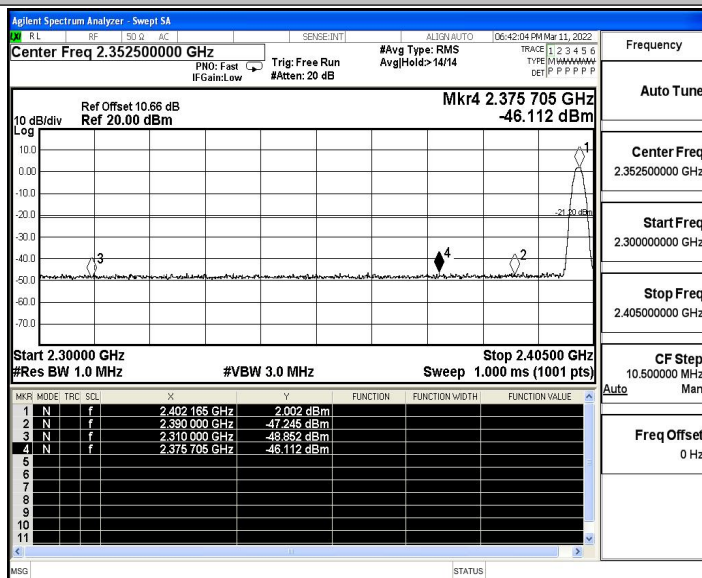 Agilent Spectrum Analyzer - Swept SA
RL RF 50 Ω AC SENSE:INT ALIGN AUTO 06:42:04 PM Mar 11, 2022
Center Freq 2.352500000 GHz #Avg Type: RMS TRACE 1 2 3 4 5 6
PNO: Fast Trig: Free Run Avg|Hold:>14/14 TYPE MWWWWW
IFGain:Low #Atten: 20 dB DET P P P P P P
Frequency
Auto Tune
Center Freq
2.352500000 GHz
Start Freq
2.300000000 GHz
Stop Freq
2.405000000 GHz
CF Step
10.500000 MHz
Auto Man
Freq Offset
0 Hz
Mkr4 2.375 705 GHz
-46.112 dBm
Ref Offset 10.66 dB
10 dB/div Ref 20.00 dBm
Log
10.0
0.00
-10.0
-20.0
-30.0
-40.0
-50.0
-60.0
-70.0
1
-21.20 dBm
2
3
4
Start 2.30000 GHz Stop 2.40500 GHz
#Res BW 1.0 MHz #VBW 3.0 MHz Sweep 1.000 ms (1001 pts)
MKR MODE TRC SCL X Y FUNCTION FUNCTION WIDTH FUNCTION VALUE
1 N f 2.402 165 GHz 2.002 dBm
2 N f 2.390 000 GHz -47.245 dBm
3 N f 2.310 000 GHz -48.852 dBm
4 N f 2.375 705 GHz -46.112 dBm
5
6
7
8
9
10
11
MSG STATUS